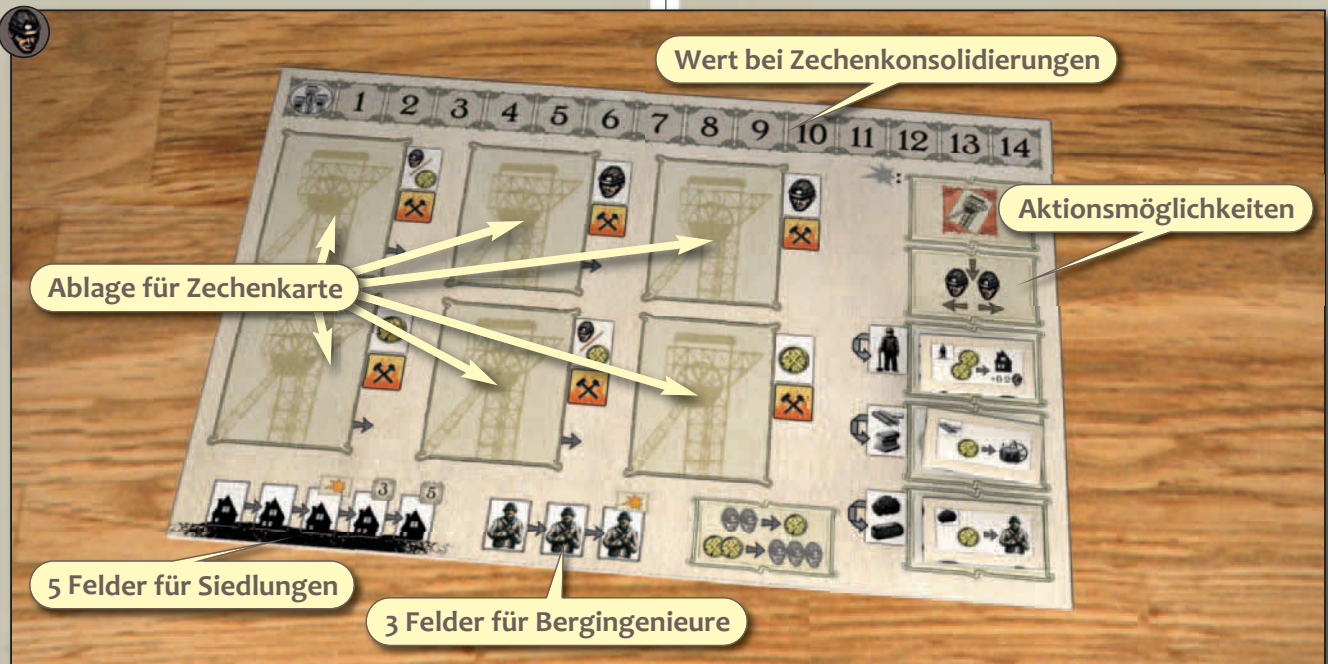 Wert bei Zechenkonsolidierungen
1 2 3 4 5 6 7 8 9 10 11 12 13 14
Aktionsmöglichkeiten
Ablage für Zechenkarte
3 5
5 Felder für Siedlungen
3 Felder für Bergingenieure